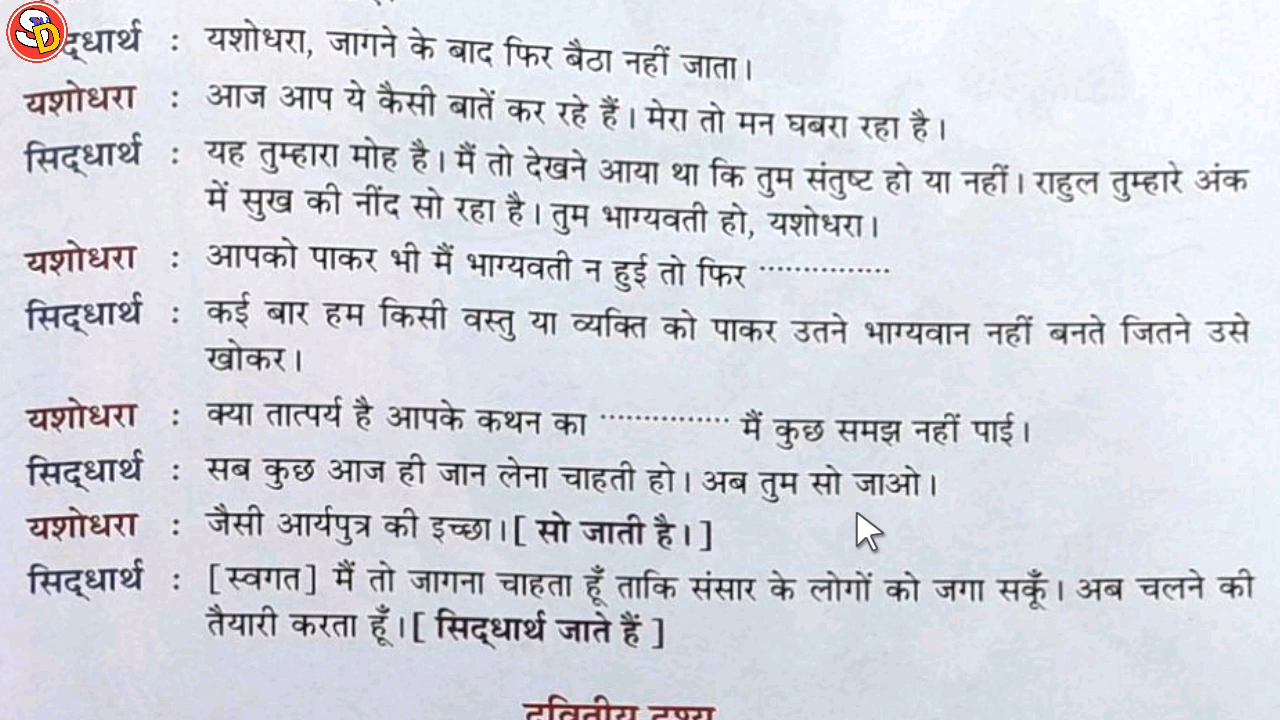 SD
द्धार्थ : यशोधरा, जागने के बाद फिर बैठा नहीं जाता।
यशोधरा : आज आप ये कैसी बातें कर रहे हैं। मेरा तो मन घबरा रहा है।
सिद्धार्थ : यह तुम्हारा मोह है। मैं तो देखने आया था कि तुम संतुष्ट हो या नहीं। राहुल तुम्हारे अंक
में सुख की नींद सो रहा है। तुम भाग्यवती हो, यशोधरा।
यशोधरा : आपको पाकर भी मैं भाग्यवती न हुई तो फिर ...............
सिद्धार्थ : कई बार हम किसी वस्तु या व्यक्ति को पाकर उतने भाग्यवान नहीं बनते जितने उसे
खोकर।
यशोधरा : क्या तात्पर्य है आपके कथन का ............... मैं कुछ समझ नहीं पाई।
सिद्धार्थ : सब कुछ आज ही जान लेना चाहती हो। अब तुम सो जाओ।
यशोधरा : जैसी आर्यपुत्र की इच्छा। [ सो जाती है। ]
सिद्धार्थ : [स्वगत] मैं तो जागना चाहता हूँ ताकि संसार के लोगों को जगा सकूँ। अब चलने की
तैयारी करता हूँ। [ सिद्धार्थ जाते हैं ]
द्वितीय दृश्य